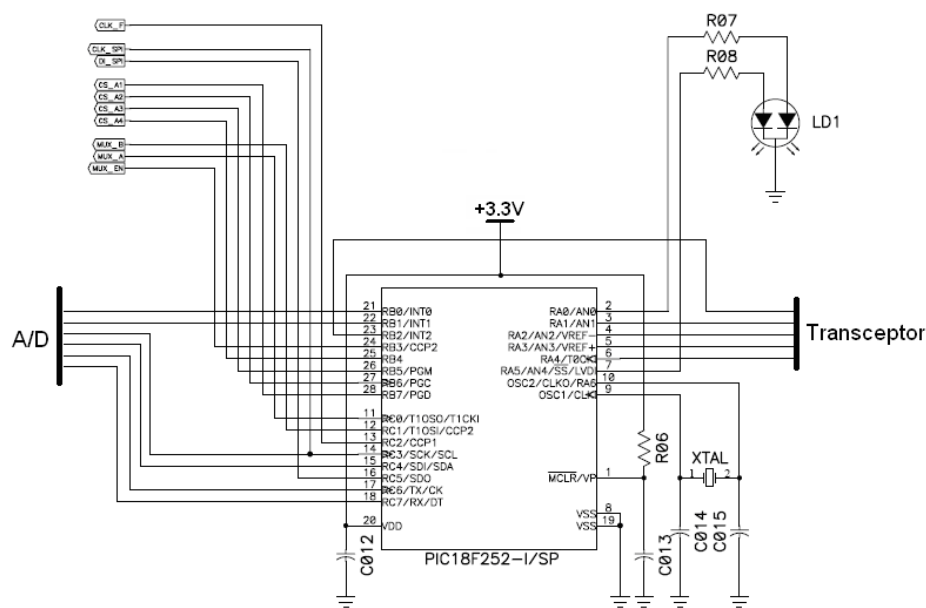 CLK_F
CLK_SPI
DI_SPI
CS_A1
CS_A2
CS_A3
CS_A4
MUX_B
MUX_A
MUX_EN
R07
R08
LD1
+3.3V
A/D
Transceptor
21 RB0/INT0
22 RB1/INT1
23 RB2/INT2
24 RB3/CCP2
25 RB4
26 RB5/PGM
27 RB6/PGC
28 RB7/PGD
11 RC0/T1OSO/T1CKI
12 RC1/T1OSI/CCP2
13 RC2/CCP1
14 RC3/SCK/SCL
15 RC4/SDI/SDA
16 RC5/SDO
17 RC6/TX/CK
18 RC7/RX/DT
20 VDD
RA0/AN0 2
RA1/AN1 3
RA2/AN2/VREF- 4
RA3/AN3/VREF+ 5
RA4/T0CK 6
RA5/AN4/SS/LVDI 7
OSC2/CLKO/RA6 10
OSC1/CLK 9
MCLR/VP 1
VSS 8
VSS 19
R06
XTAL
1 2
C012
C013
C014
C015
PIC18F252-I/SP